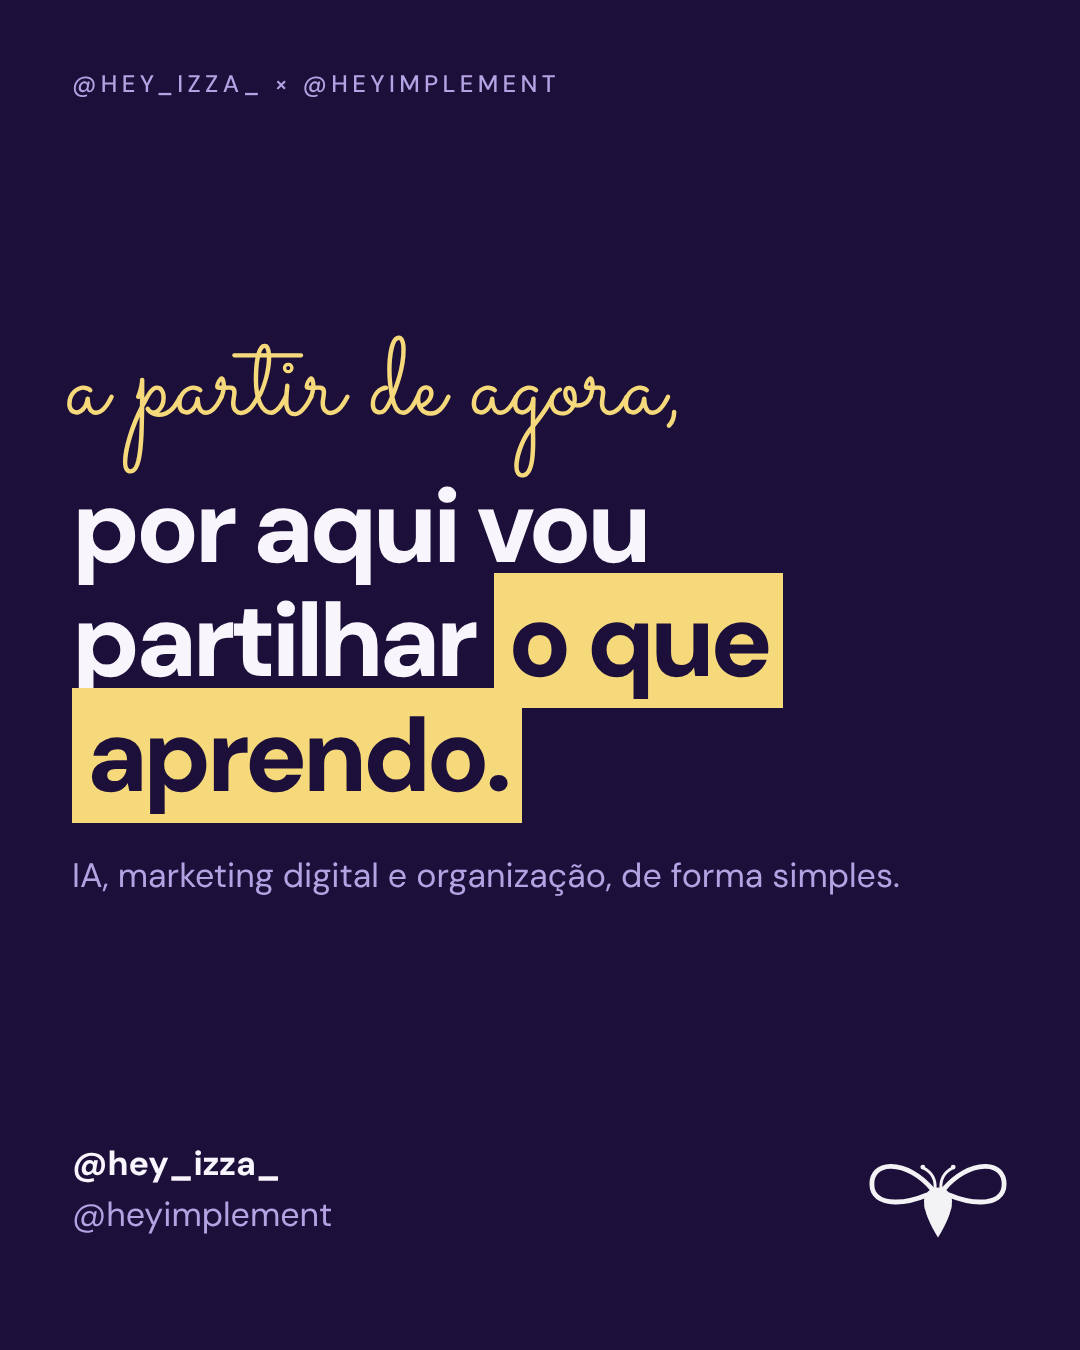 @HEY_IZZA_ × @HEYIMPLEMENT
a partir de agora,
por aqui vou
partilhar o que
aprendo.
IA, marketing digital e organização, de forma simples.
@hey_izza_
@heyimplement